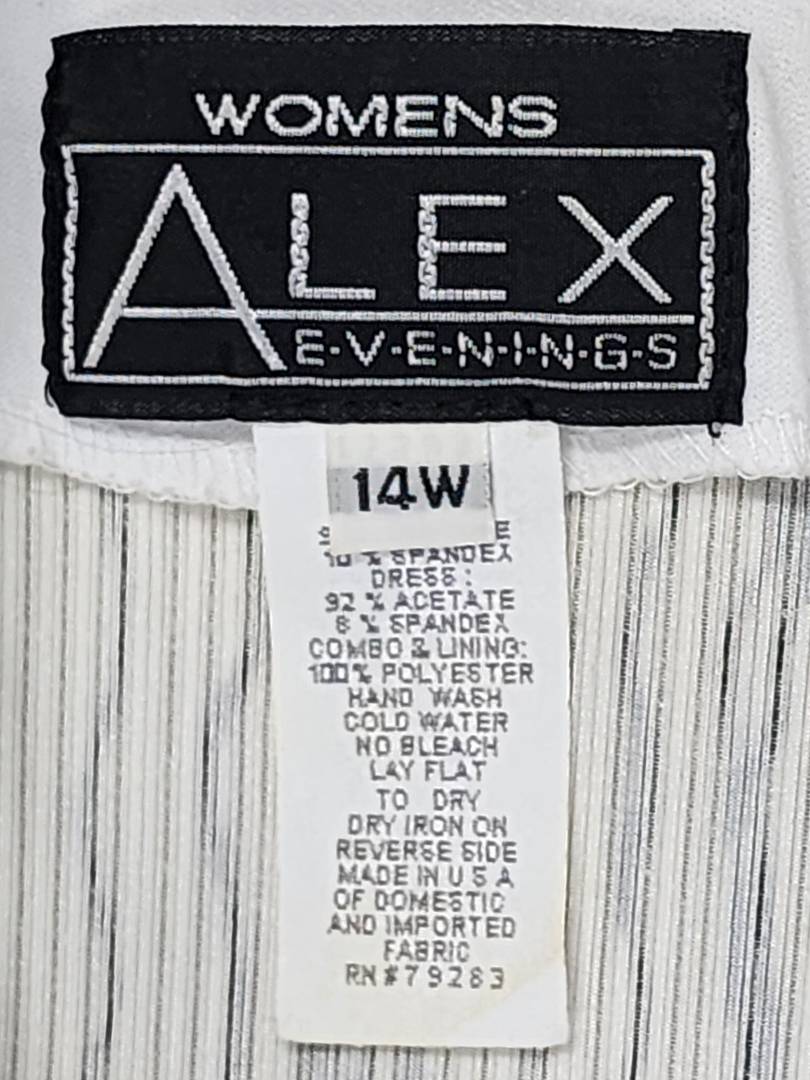 WOMENS
ALEX
E·V·E·N·I·N·G·S
14W
10 % SPANDEX
DRESS:
92 % ACETATE
8 % SPANDEX
COMBO & LINING:
100% POLYESTER
HAND WASH
COLD WATER
NO BLEACH
LAY FLAT
TO DRY
DRY IRON ON
REVERSE SIDE
MADE IN U S A
OF DOMESTIC
AND IMPORTED
FABRIC
RN#79283